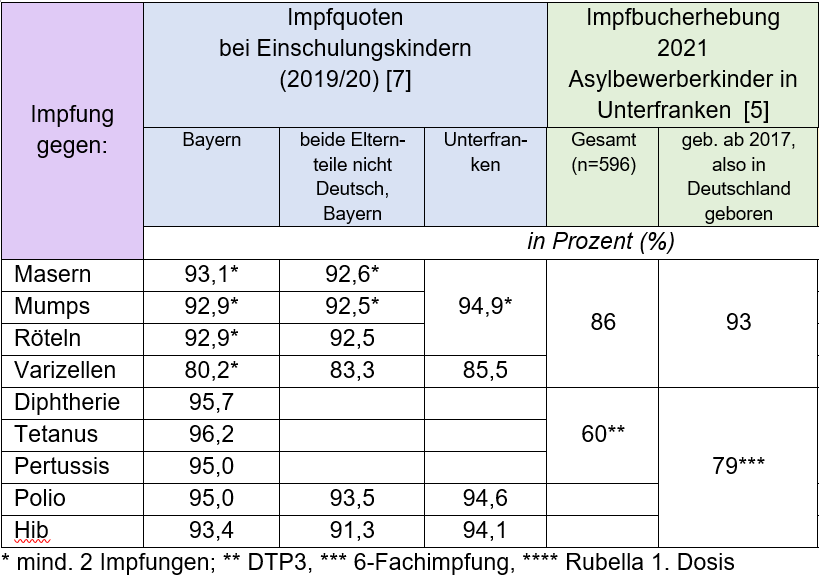 Impfung gegen:
Impfquoten
bei Einschulungskindern
(2019/20) [7]
Impfbucherhebung
2021
Asylbewerberkinder in
Unterfranken [5]
Bayern
beide Eltern-
teile nicht
Deutsch,
Bayern
Unterfran-
ken
Gesamt
(n=596)
geb. ab 2017,
also in
Deutschland
geboren
in Prozent (%)
Masern 93,1* 92,6*
Mumps 92,9* 92,5* 94,9*
Röteln 92,9* 92,5 86 93
Varizellen 80,2* 83,3 85,5
Diphtherie 95,7
Tetanus 96,2 60**
Pertussis 95,0 79***
Polio 95,0 93,5 94,6
Hib 93,4 91,3 94,1
* mind. 2 Impfungen; ** DTP3, *** 6-Fachimpfung, **** Rubella 1. Dosis